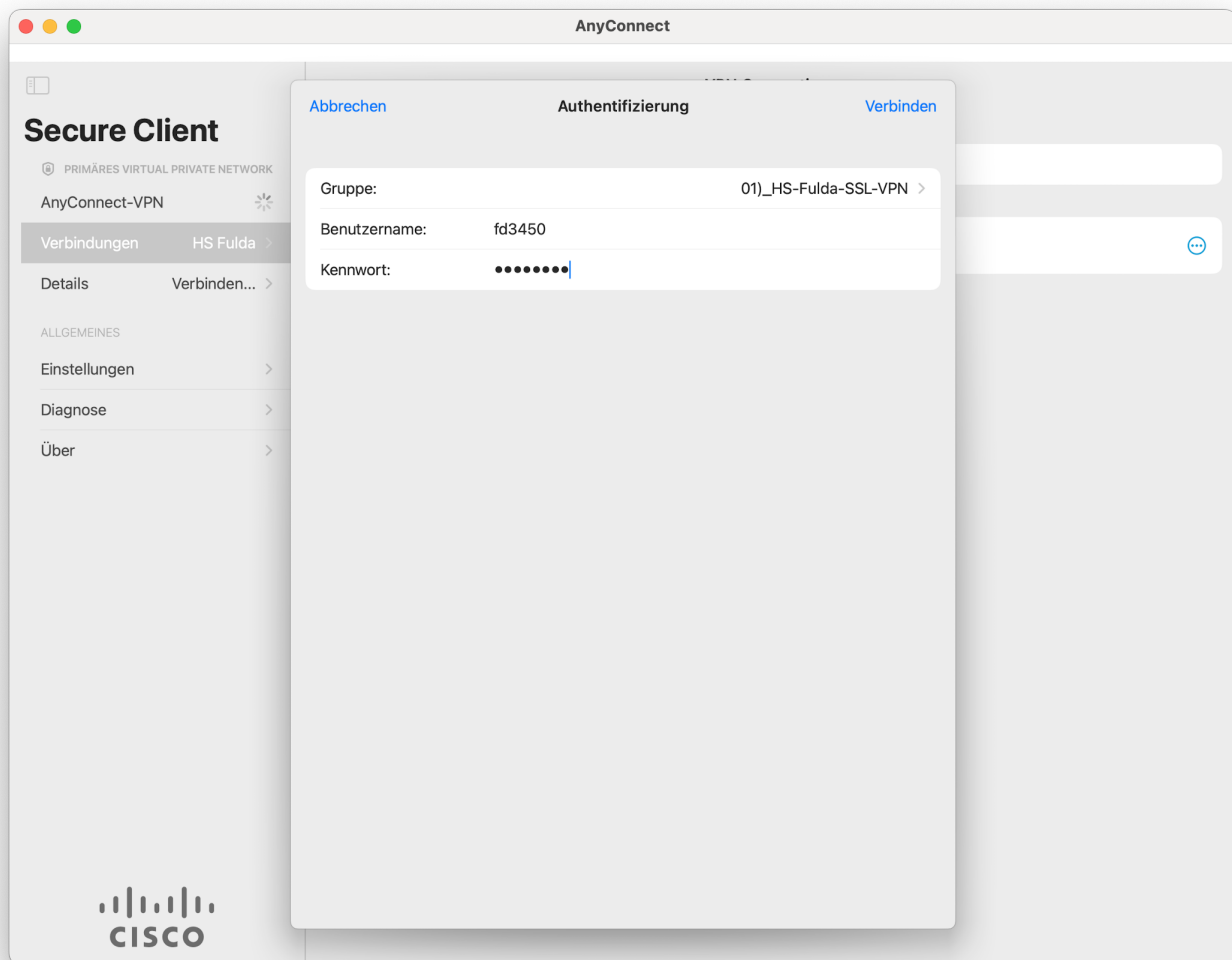 AnyConnect
Secure Client
PRIMÄRES VIRTUAL PRIVATE NETWORK
AnyConnect-VPN
Verbindungen HS Fulda
Details Verbinden...
ALLGEMEINES
Einstellungen
Diagnose
Über
CISCO
Abbrechen Authentifizierung Verbinden
Gruppe: 01)_HS-Fulda-SSL-VPN
Benutzername: fd3450
Kennwort: ●●●●●●●●